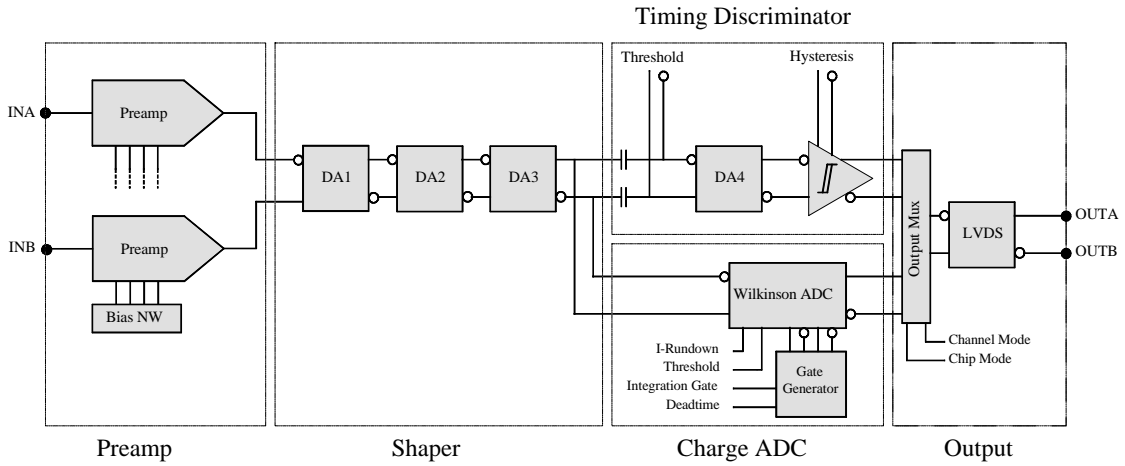 Timing Discriminator
Threshold
Hysteresis
INA
Preamp
DA1
DA2
DA3
DA4
INB
Preamp
Bias NW
Output Mux
LVDS
OUTA
OUTB
Wilkinson ADC
I-Rundown
Threshold
Integration Gate
Deadtime
Gate
Generator
Channel Mode
Chip Mode
Preamp
Shaper
Charge ADC
Output